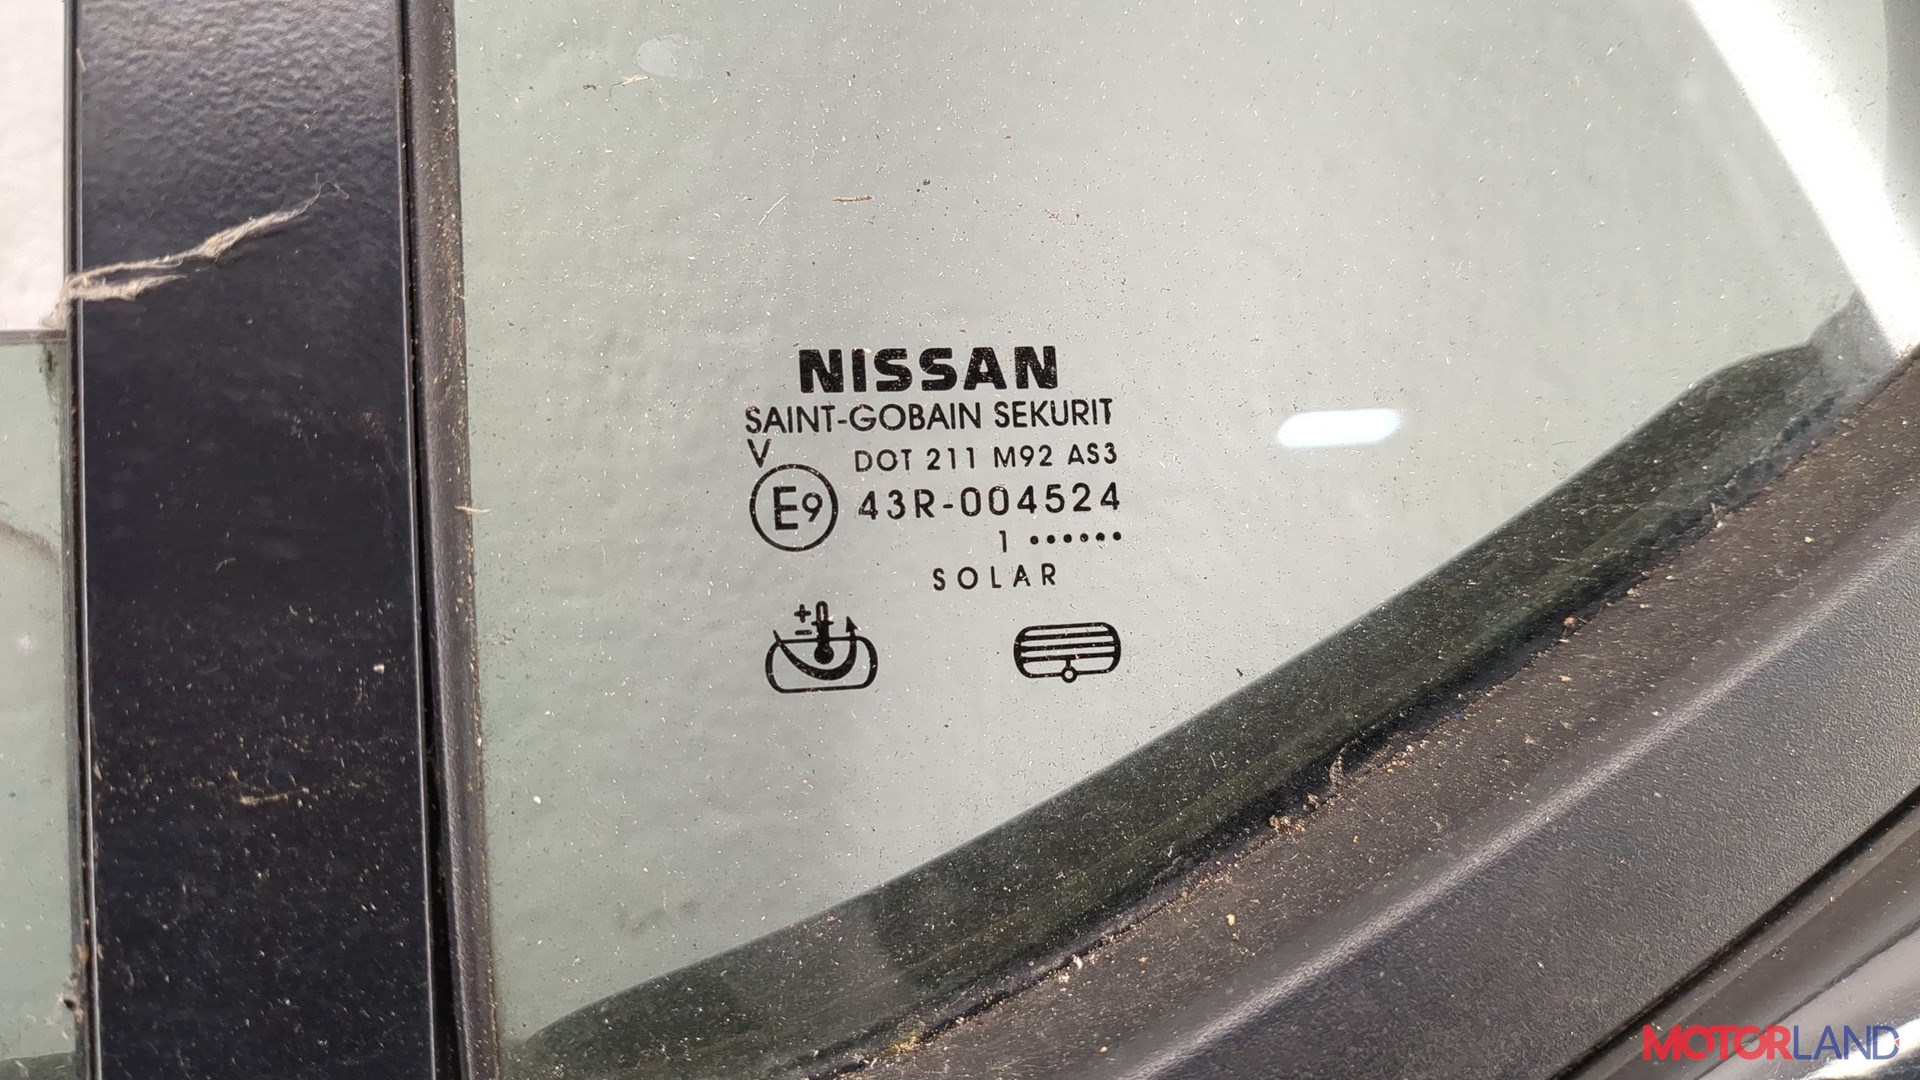 NISSAN
SAINT-GOBAIN SEKURIT
V
DOT 211 M92 AS3
E9 43R-004524
1 ••••••
SOLAR
MOTORLAND